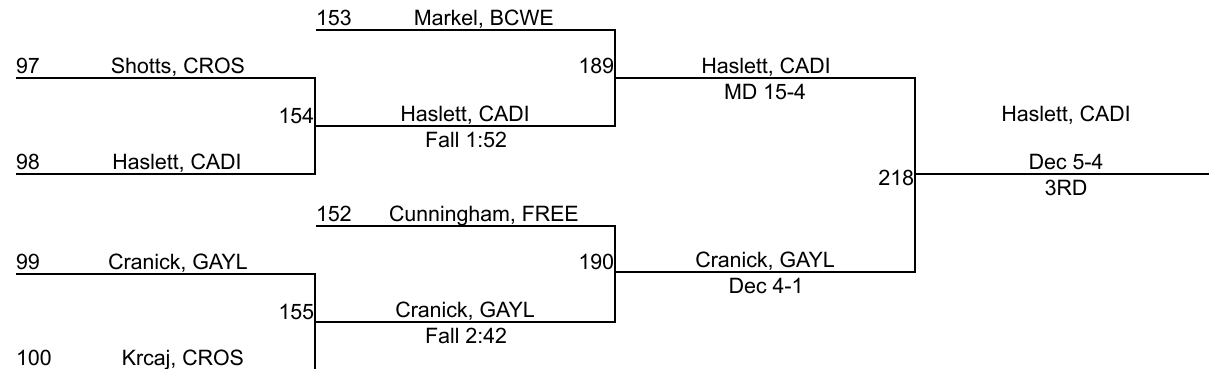 153 Markel, BCWE
97 Shotts, CROS
189 Haslett, CADI
MD 15-4
154 Haslett, CADI
Fall 1:52
Haslett, CADI
98 Haslett, CADI
Dec 5-4
218
3RD
152 Cunningham, FREE
99 Cranick, GAYL
190 Cranick, GAYL
Dec 4-1
155 Cranick, GAYL
Fall 2:42
100 Krcaj, CROS